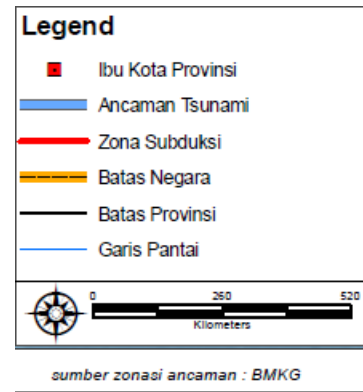 Legend
Ibu Kota Provinsi
Ancaman Tsunami
Zona Subduksi
Batas Negara
Batas Provinsi
Garis Pantai
0 260 520
Kilometers
sumber zonasi ancaman : BMKG